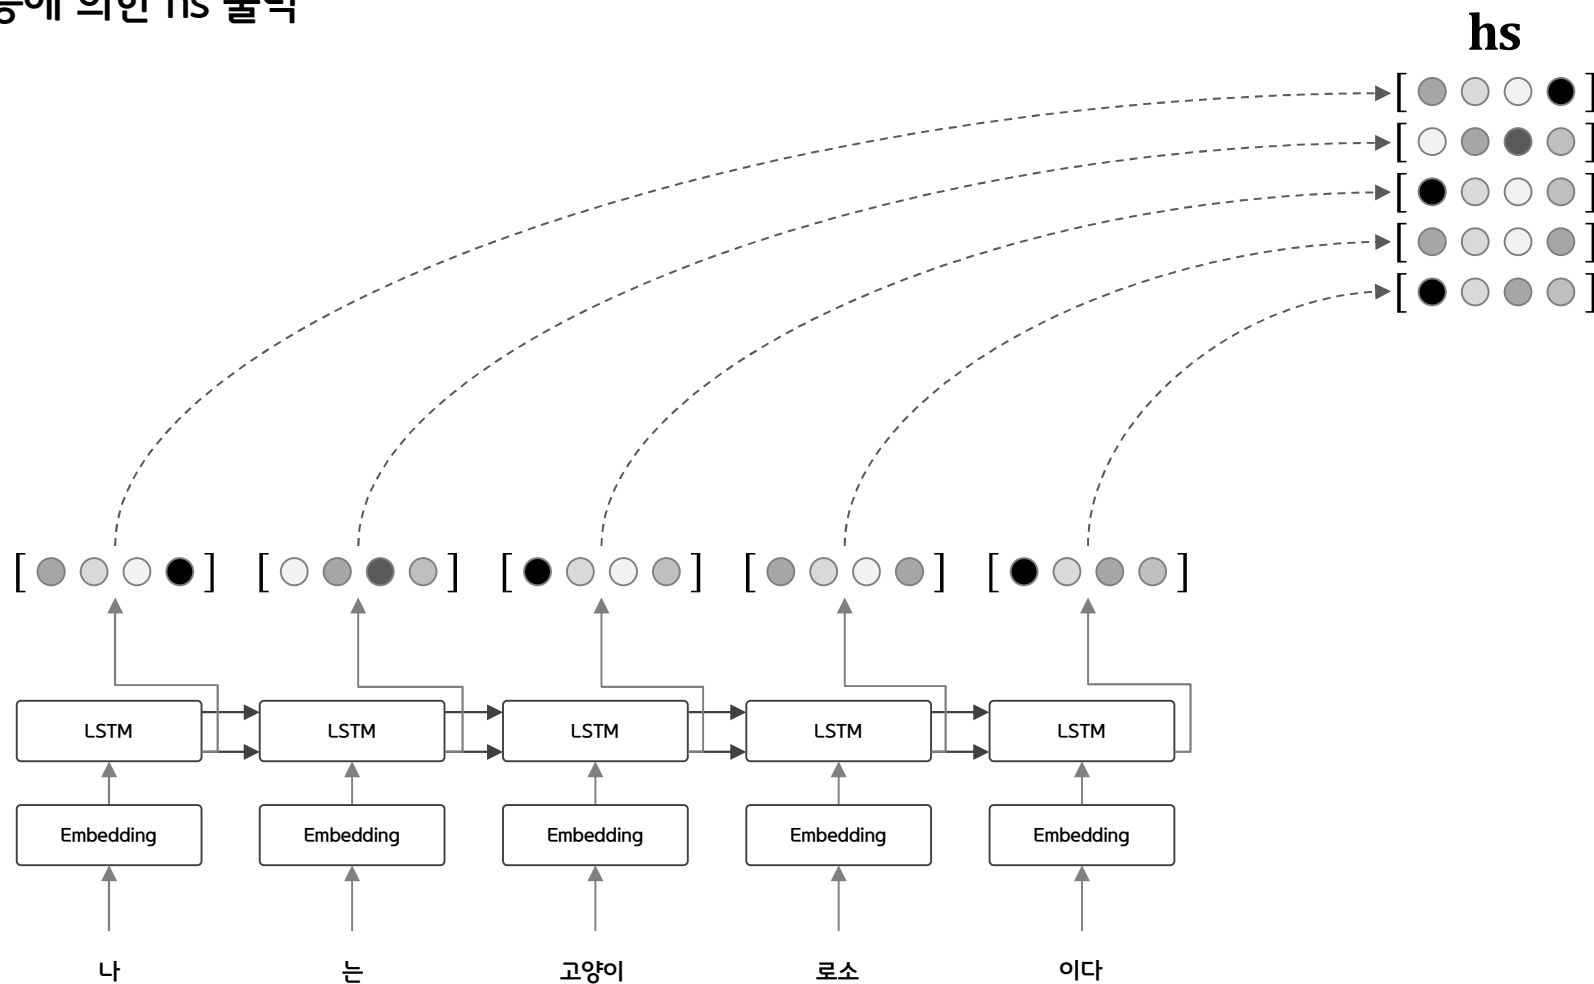 hs
hs
LSTM LSTM LSTM LSTM LSTM
Embedding Embedding Embedding Embedding Embedding
나 는 고양이 로소 이다